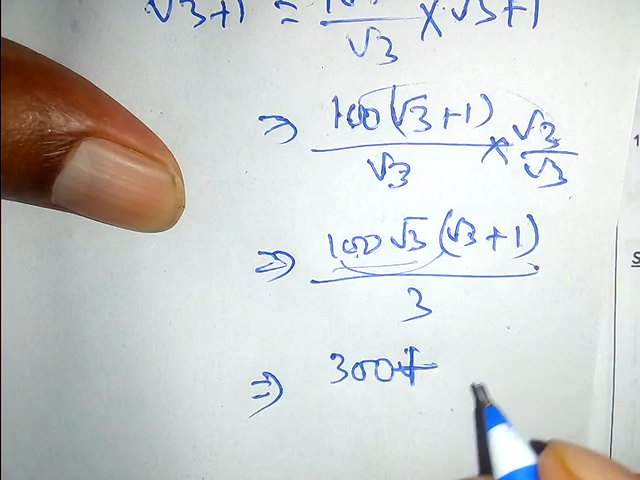 √3+1 = 100/√3 × √3+1
⇒ 100(√3+1)/√3 × √3/√3
⇒ 100√3(√3+1)/3
⇒ 300+